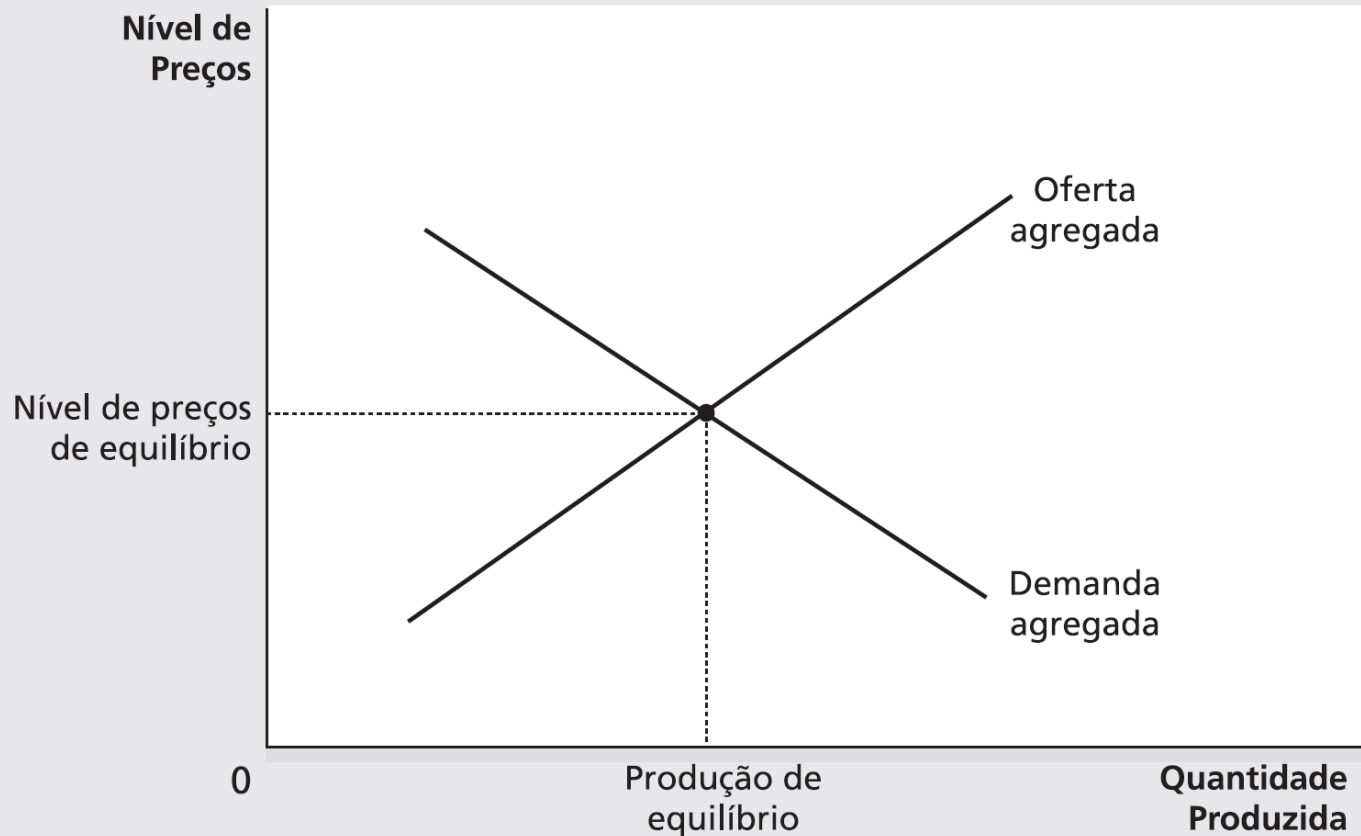 Nível de
Preços
Oferta
agregada
Nível de preços
de equilíbrio
Demanda
agregada
0
Produção de
equilíbrio
Quantidade
Produzida